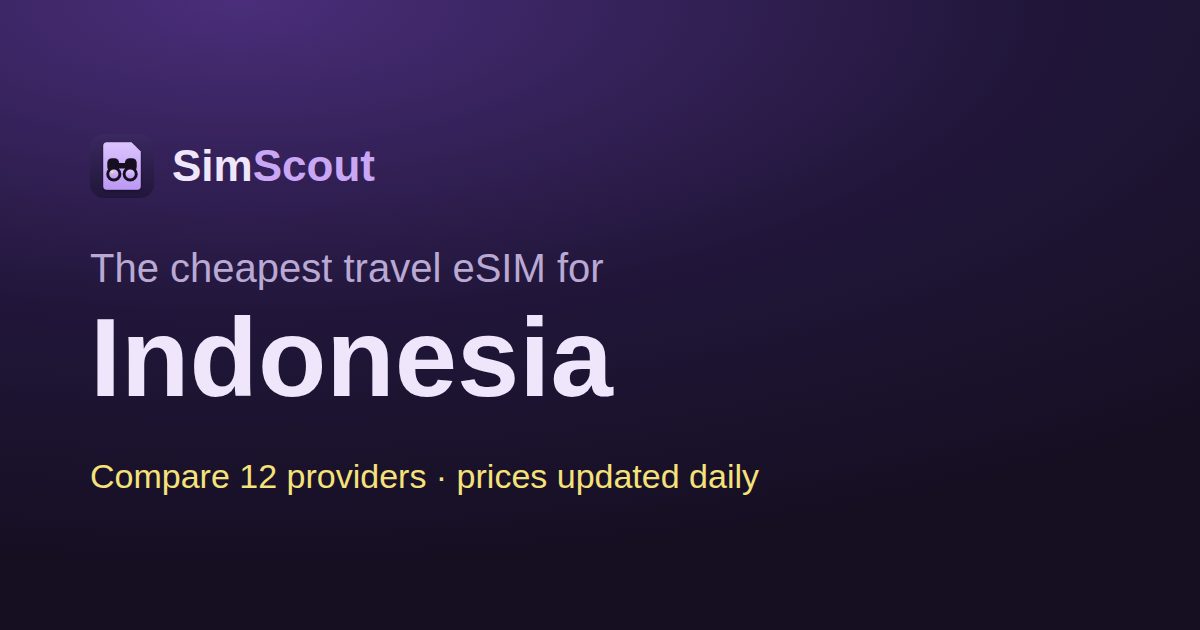 SimScout
The cheapest travel eSIM for
Indonesia
Compare 12 providers · prices updated daily